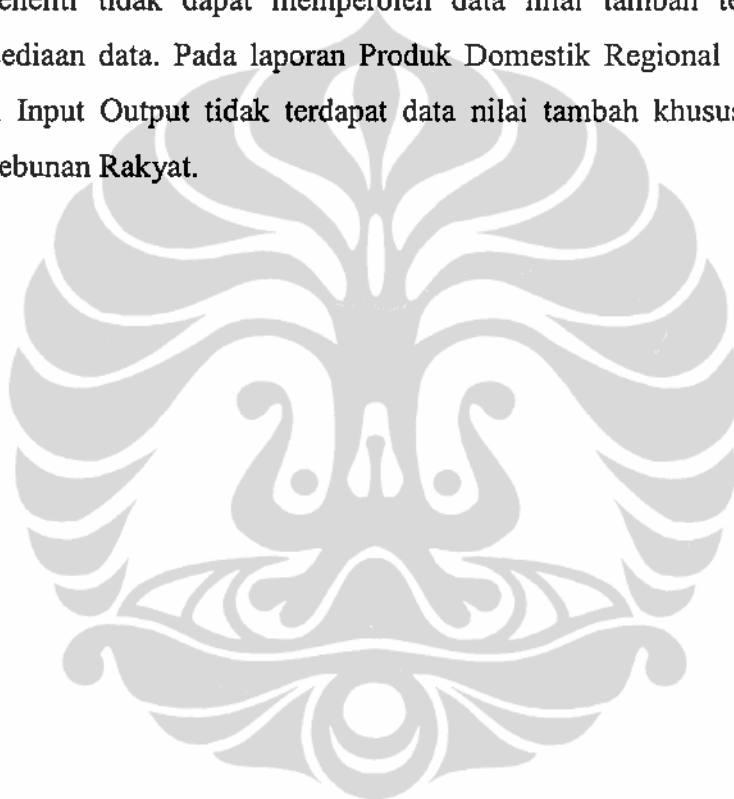 eneliti tidak dapat memperoleh data nilai tambah te
ediaan data. Pada laporan Produk Domestik Regional
Input Output tidak terdapat data nilai tambah khusus
ebunan Rakyat.